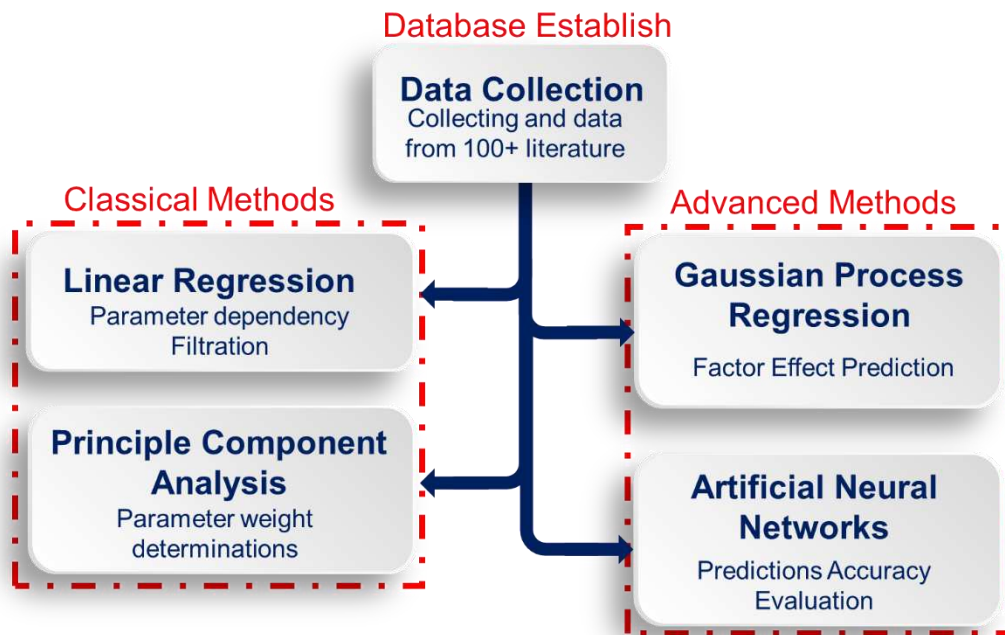 Database Establish
Data Collection
Collecting and data
from 100+ literature
Classical Methods
Linear Regression
Parameter dependency
Filtration
Principle Component
Analysis
Parameter weight
determinations
Advanced Methods
Gaussian Process
Regression
Factor Effect Prediction
Artificial Neural
Networks
Predictions Accuracy
Evaluation